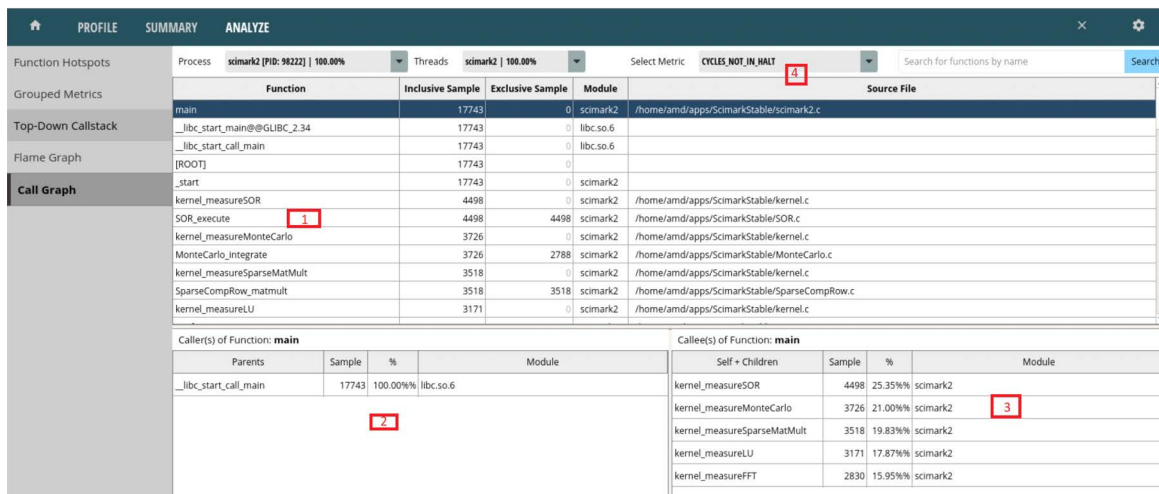 PROFILE SUMMARY ANALYZE
Function Hotspots
Grouped Metrics
Top-Down Callstack
Flame Graph
Call Graph
Process scimark2 [PID: 98222] | 100.00% Threads scimark2 | 100.00% Select Metric CYCLES_NOT_IN_HALT Search for functions by name Search
4
Function Inclusive Sample Exclusive Sample Module Source File
main 17743 0 scimark2 /home/amd/apps/ScimarkStable/scimark2.c
__libc_start_main@@GLIBC_2.34 17743 0 libc.so.6
__libc_start_call_main 17743 0 libc.so.6
[ROOT] 17743 0
_start 17743 0 scimark2
kernel_measureSOR 4498 0 scimark2 /home/amd/apps/ScimarkStable/kernel.c
SOR_execute 1 4498 4498 scimark2 /home/amd/apps/ScimarkStable/SOR.c
kernel_measureMonteCarlo 3726 0 scimark2 /home/amd/apps/ScimarkStable/kernel.c
MonteCarlo_integrate 3726 2788 scimark2 /home/amd/apps/ScimarkStable/MonteCarlo.c
kernel_measureSparseMatMult 3518 0 scimark2 /home/amd/apps/ScimarkStable/kernel.c
SparseCompRow_matmult 3518 3518 scimark2 /home/amd/apps/ScimarkStable/SparseCompRow.c
kernel_measureLU 3171 0 scimark2 /home/amd/apps/ScimarkStable/kernel.c
Caller(s) of Function: main
Parents Sample % Module
__libc_start_call_main 17743 100.00%% libc.so.6
2
Callee(s) of Function: main
Self + Children Sample % Module
kernel_measureSOR 4498 25.35%% scimark2
kernel_measureMonteCarlo 3726 21.00%% scimark2 3
kernel_measureSparseMatMult 3518 19.83%% scimark2
kernel_measureLU 3171 17.87%% scimark2
kernel_measureFFT 2830 15.95%% scimark2